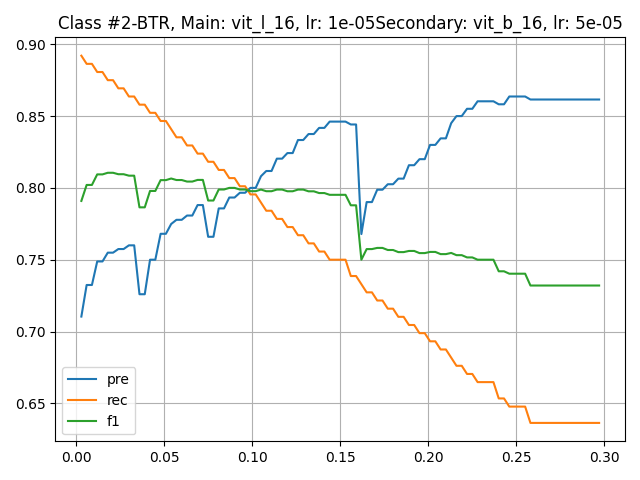 Class #2-BTR, Main: vit_l_16, lr: 1e-05Secondary: vit_b_16, lr: 5e-05
0.90
0.85
0.80
0.75
0.70
0.65
pre
rec
f1
0.00 0.05 0.10 0.15 0.20 0.25 0.30